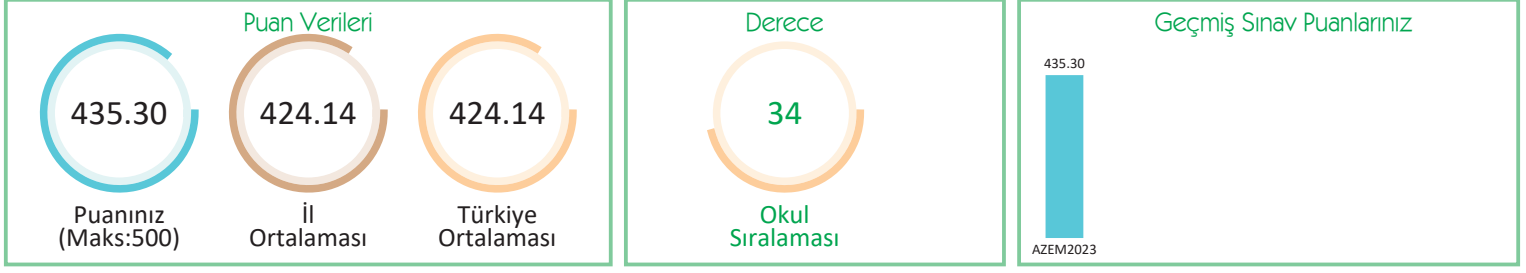 Puan Verileri
435.30
424.14
424.14
Puanınız
(Maks:500)
İl
Ortalaması
Türkiye
Ortalaması
Derece
34
Okul
Sıralaması
Geçmiş Sınav Puanlarınız
435.30
AZEM2023